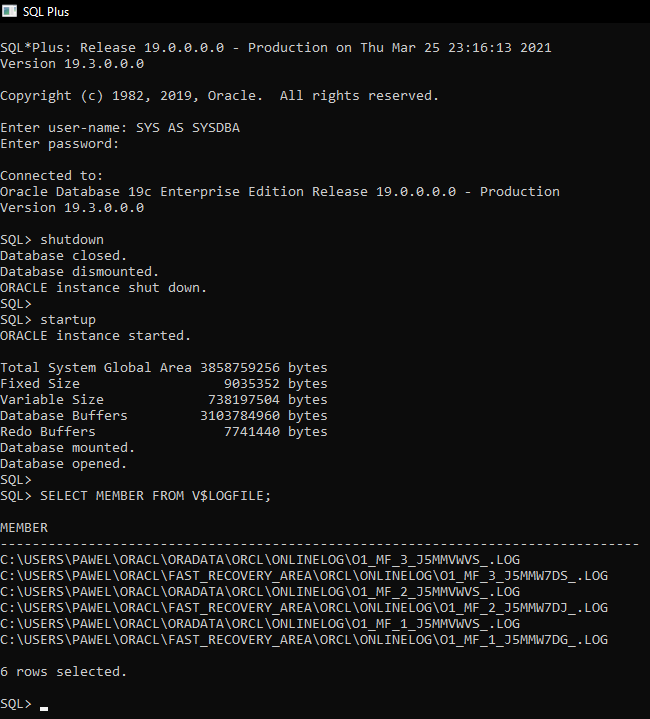 SQL Plus
SQL*Plus: Release 19.0.0.0.0 - Production on Thu Mar 25 23:16:13 2021
Version 19.3.0.0.0
Copyright (c) 1982, 2019, Oracle.  All rights reserved.
Enter user-name: SYS AS SYSDBA
Enter password:
Connected to:
Oracle Database 19c Enterprise Edition Release 19.0.0.0.0 - Production
Version 19.3.0.0.0
SQL> shutdown
Database closed.
Database dismounted.
ORACLE instance shut down.
SQL>
SQL> startup
ORACLE instance started.
Total System Global Area 3858759256 bytes
Fixed Size                  9035352 bytes
Variable Size             738197504 bytes
Database Buffers         3103784960 bytes
Redo Buffers                7741440 bytes
Database mounted.
Database opened.
SQL>
SQL> SELECT MEMBER FROM V$LOGFILE;
MEMBER
--------------------------------------------------------------------------------
C:\USERS\PAWEL\ORACL\ORADATA\ORCL\ONLINELOG\O1_MF_3_J5MMVWVS_.LOG
C:\USERS\PAWEL\ORACL\FAST_RECOVERY_AREA\ORCL\ONLINELOG\O1_MF_3_J5MMW7DS_.LOG
C:\USERS\PAWEL\ORACL\ORADATA\ORCL\ONLINELOG\O1_MF_2_J5MMVWVS_.LOG
C:\USERS\PAWEL\ORACL\FAST_RECOVERY_AREA\ORCL\ONLINELOG\O1_MF_2_J5MMW7DJ_.LOG
C:\USERS\PAWEL\ORACL\ORADATA\ORCL\ONLINELOG\O1_MF_1_J5MMVWVS_.LOG
C:\USERS\PAWEL\ORACL\FAST_RECOVERY_AREA\ORCL\ONLINELOG\O1_MF_1_J5MMW7DG_.LOG
6 rows selected.
SQL>